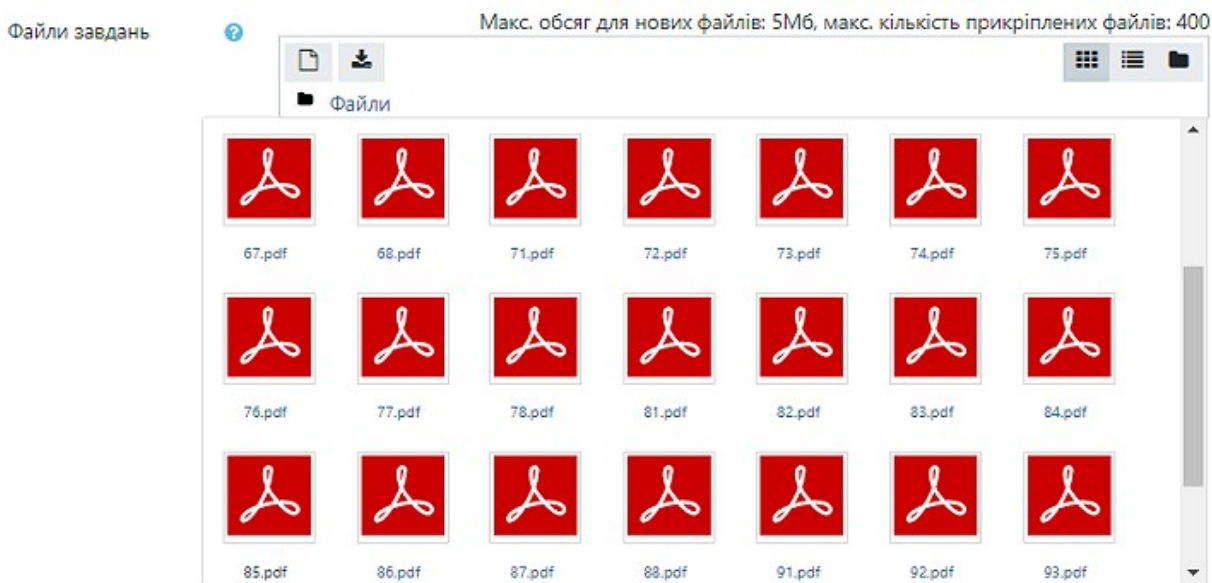 Макс. обсяг для нових файлів: 5Мб, макс. кількість прикріплених файлів: 400
Файли завдань
Файли
67.pdf 68.pdf 71.pdf 72.pdf 73.pdf 74.pdf 75.pdf
76.pdf 77.pdf 78.pdf 81.pdf 82.pdf 83.pdf 84.pdf
85.pdf 86.pdf 87.pdf 88.pdf 91.pdf 92.pdf 93.pdf